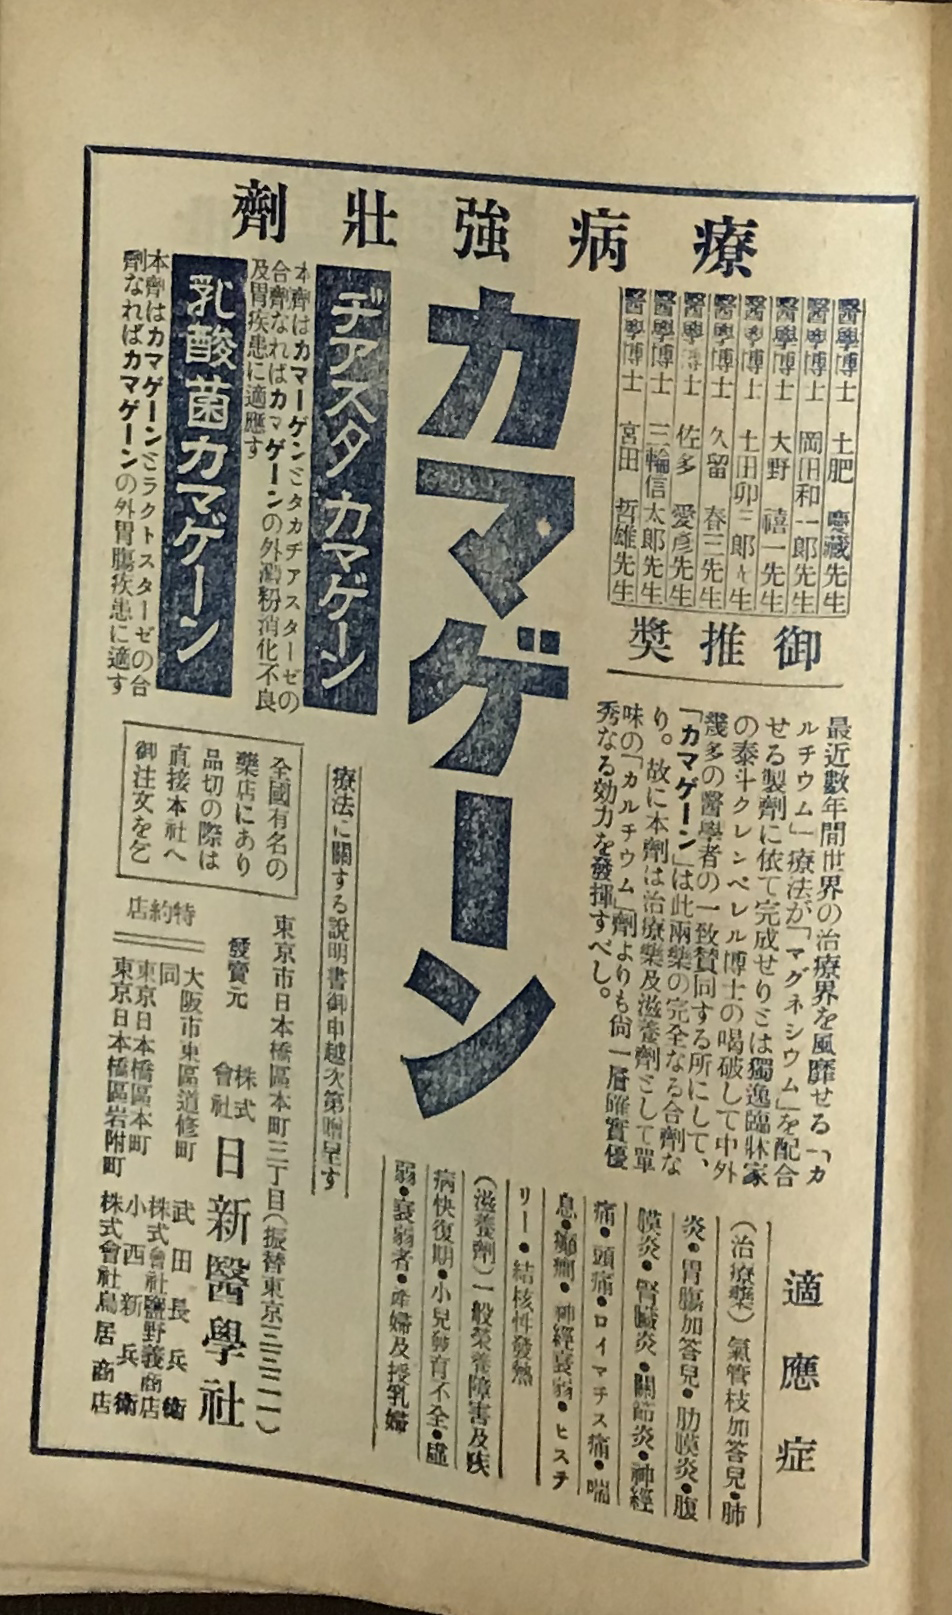 療病強壯劑
醫學博士 土肥慶藏先生
醫學博士 岡田和一郎先生
醫學博士 大野禧一先生
醫學博士 土田卯三郎先生
醫學博士 久留春三先生
醫學博士 佐多愛彦先生
醫學博士 三輪信太郎先生
醫學博士 宮田哲雄先生
御推奬
カマゲーン
最近數年間世界の治療界を風靡せる「カ
ルチウム」療法が「マグネシウム」を配合
せる製劑に依て完成せりとは獨逸臨牀家
の泰斗クレンペレル博士の喝破して中外
幾多の醫學者の一致賛同する所にして、
「カマゲーン」は此兩藥の完全なる合劑な
り。故に本劑は治療藥及滋養劑として單
味の「カルチウム」劑よりも尙一層確實優
秀なる効力を發揮すべし。
適應症
(治療藥)氣管枝加答兒・肺
炎・胃腸加答兒・肋膜炎・腹
膜炎・腎臟炎・關節炎・神經
痛・頭痛・ロイマチス痛・喘
息・癲癇・神經衰弱・ヒステ
リー・結核性發熱
(滋養劑)一般榮養障害及疾
病快復期・小兒發育不全・虛
弱・衰弱者・產婦及授乳婦
ヂアスタカマゲーン
本劑はカマーゲンとタカヂアスターゼの
合劑なればカマゲーンの外澱粉消化不良
及胃疾患に適應す
乳酸菌カマゲーン
本劑はカマゲーンとラクトスターゼの合
劑なればカマゲーンの外胃腸疾患に適す
療法に關する說明書御申越次第贈呈す
全國有名の
藥店にあり
品切の際は
直接本社へ
御注文を乞
東京市日本橋區本町三丁目(振替東京三三二一)
發賣元 株式會社 日新醫學社
特約店
大阪市東區道修町 武田長兵衞
同 株式會社鹽野義商店
東京日本橋區本町 小西新兵衞
東京日本橋區岩附町 株式會社鳥居商店